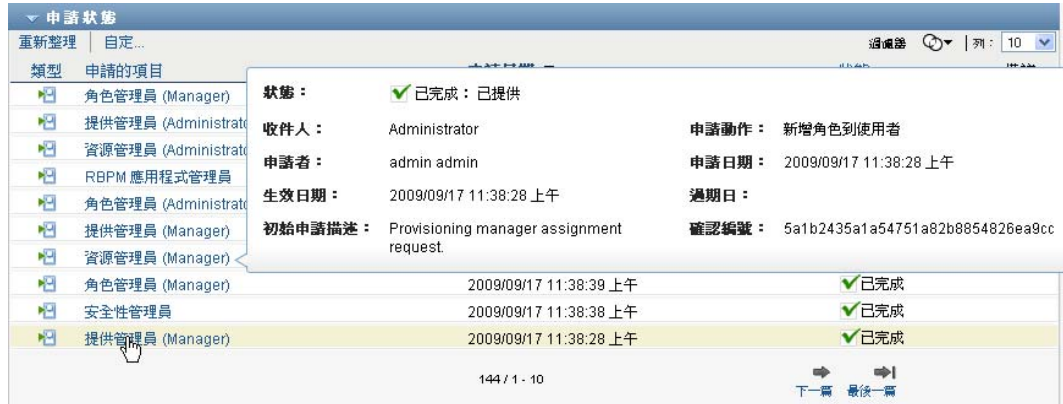 申請狀態
重新整理 | 自定...
過濾器 列: 10
類型 申請的項目
角色管理員 (Manager)
提供管理員 (Administrato
資源管理員 (Administrato
RBPM 應用程式管理員
角色管理員 (Administrato
提供管理員 (Manager)
資源管理員 (Manager)
狀態: 已完成: 已提供
收件人: Administrator 申請動作: 新增角色到使用者
申請者: admin admin 申請日期: 2009/09/17 11:38:28 上午
生效日期: 2009/09/17 11:38:28 上午 過期日:
初始申請描述: Provisioning manager assignment 確認編號: 5a1b2435a1a54751a82b8854826ea9cc
request.
角色管理員 (Manager) 2009/09/17 11:38:39 上午 已完成
安全性管理員 2009/09/17 11:38:38 上午 已完成
提供管理員 (Manager) 2009/09/17 11:38:28 上午 已完成
144 / 1 - 10
下一篇 最後一篇